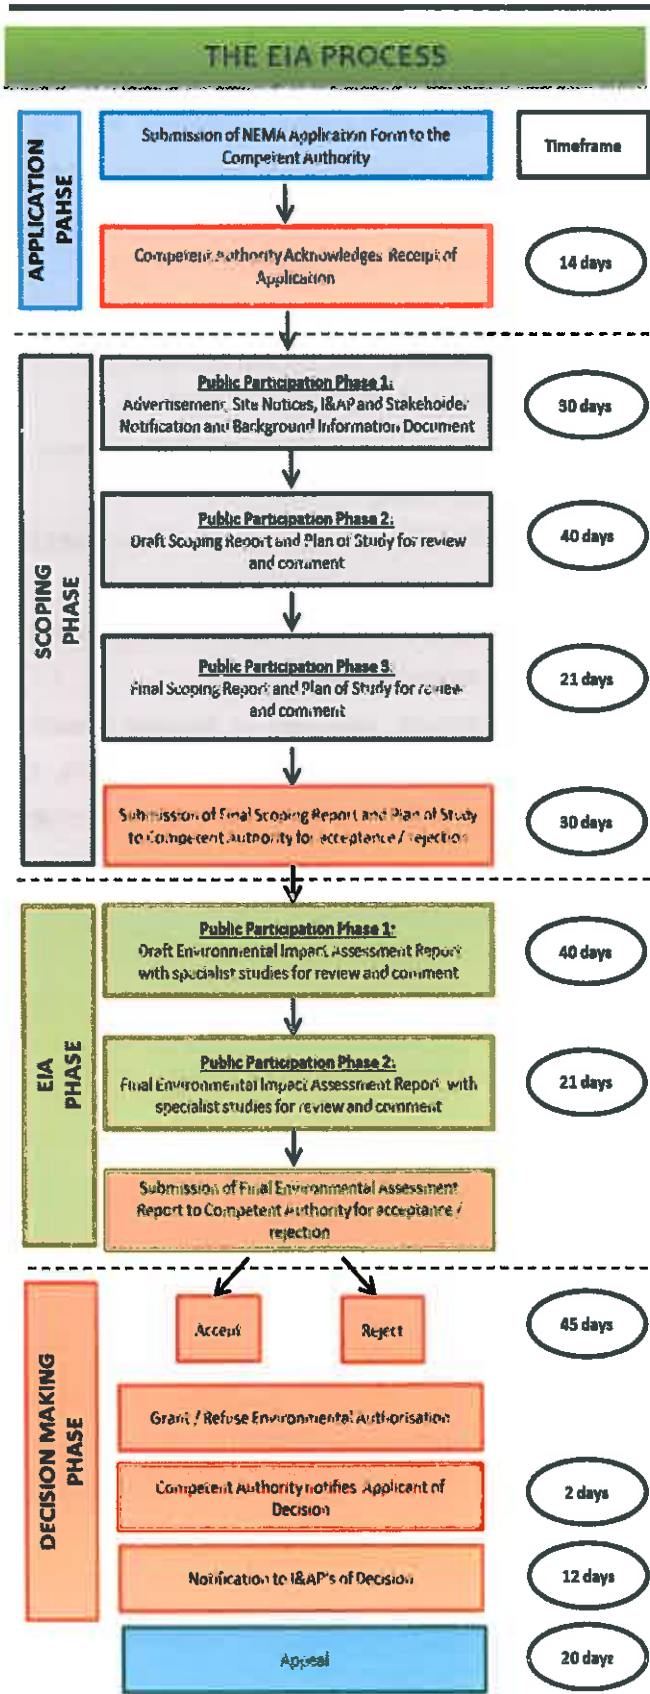 THE EIA PROCESS
APPLICATION
PAHSE
Submission of NEMA Application Form to the
Competent Authority
Timeframe
Competent Authority Acknowledges Receipt of
Application
14 days
SCOPING
PHASE
Public Participation Phase 1:
Advertisement, Site Notices, I&AP and Stakeholder
Notification and Background Information Document
30 days
Public Participation Phase 2:
Draft Scoping Report and Plan of Study for review
and comment
40 days
Public Participation Phase 3:
Final Scoping Report and Plan of Study for review
and comment
21 days
Submission of Final Scoping Report and Plan of Study
to Competent Authority for acceptance / rejection
30 days
EIA
PHASE
Public Participation Phase 1:
Draft Environmental Impact Assessment Report
with specialist studies for review and comment
40 days
Public Participation Phase 2:
Final Environmental Impact Assessment Report with
specialist studies for review and comment
21 days
Submission of Final Environmental Assessment
Report to Competent Authority for acceptance /
rejection
DECISION MAKING
PHASE
Accept
Reject
45 days
Grant / Refuse Environmental Authorisation
Competent Authority notifies Applicant of
Decision
2 days
Notification to I&AP's of Decision
12 days
Appeal
20 days